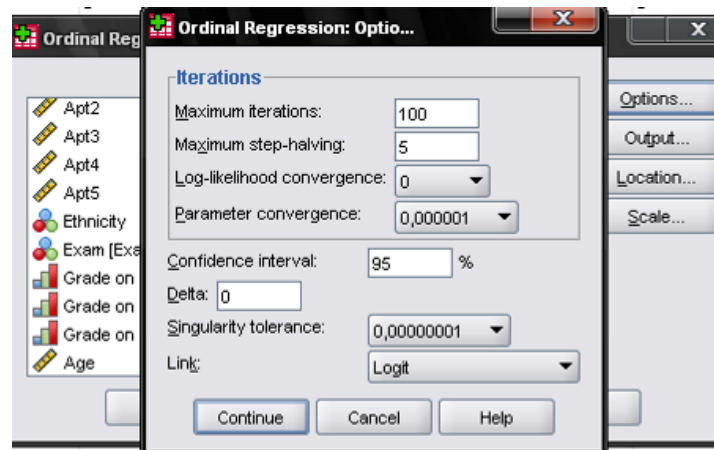 Ordinal Reg
Ordinal Regression: Optio...
X
X
Apt2
Apt3
Apt4
Apt5
Ethnicity
Exam [Exa
Grade on
Grade on
Grade on
Age
Iterations
Maximum iterations: 100
Maximum step-halving: 5
Log-likelihood convergence: 0
Parameter convergence: 0,000001
Confidence interval: 95 %
Delta: 0
Singularity tolerance: 0,00000001
Link: Logit
Continue Cancel Help
Options...
Output...
Location...
Scale...